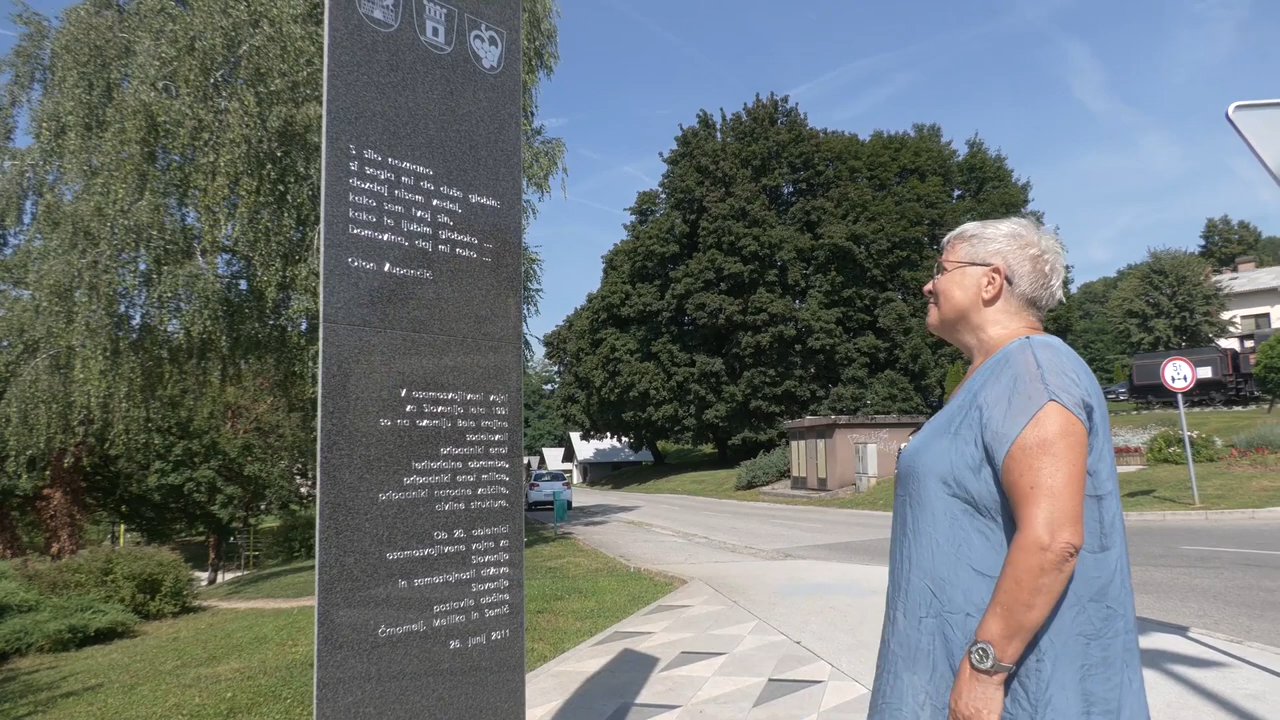 S silo neznano
si segla mi do duše globin:
dozdaj nisem vedel,
kako sem tvoj sin,
kako te ljubim globoko ...
Domovina, daj mi roko ...
Oton Župančič
V osamosvojitveni vojni
za Slovenijo leta 1991
so na ozemlju Bele krajine
sodelovali
pripadniki enot
teritorialne obrambe,
pripadniki enot milice,
pripadniki narodne zaščite,
civilne strukture.
Ob 20. obletnici
osamosvojitvene vojne za
Slovenijo
in samostojnosti države
Slovenije
postavile občine
Črnomelj, Metlika in Semič
26. junij 2011
5t